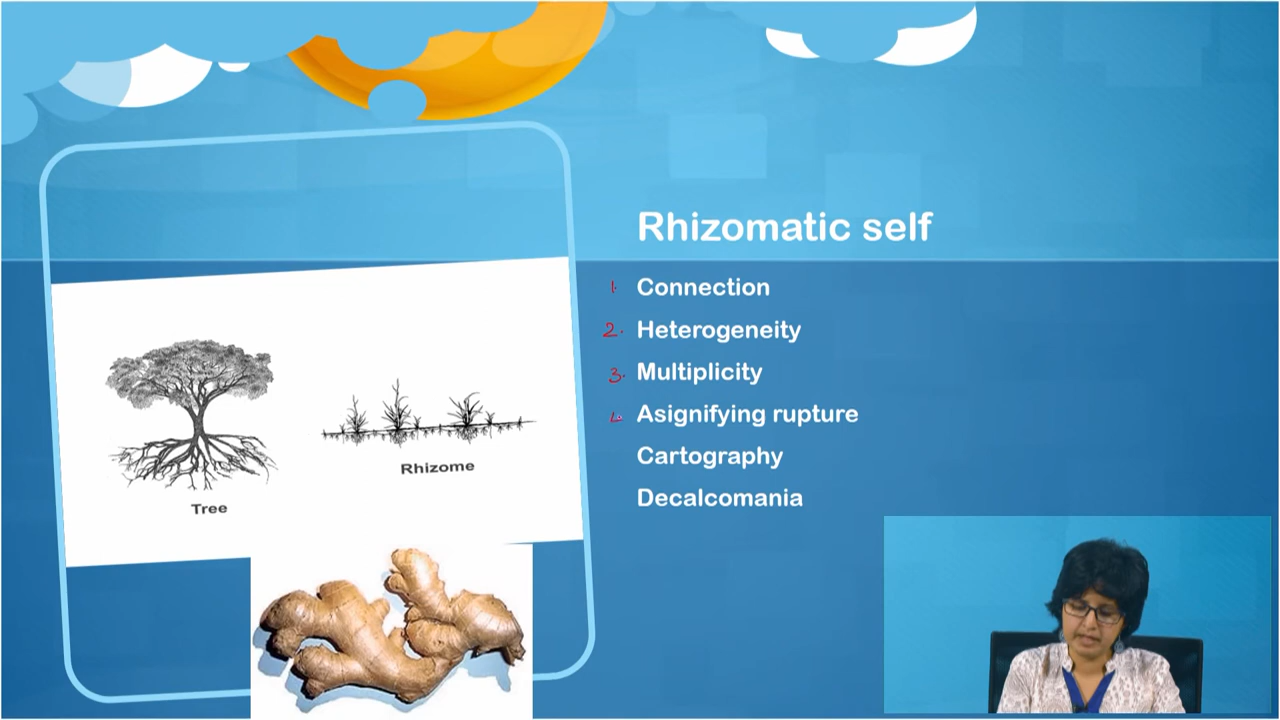 Rhizomatic self
1. Connection
2. Heterogeneity
3. Multiplicity
Asignifying rupture
Cartography
Decalcomania
Tree
Rhizome